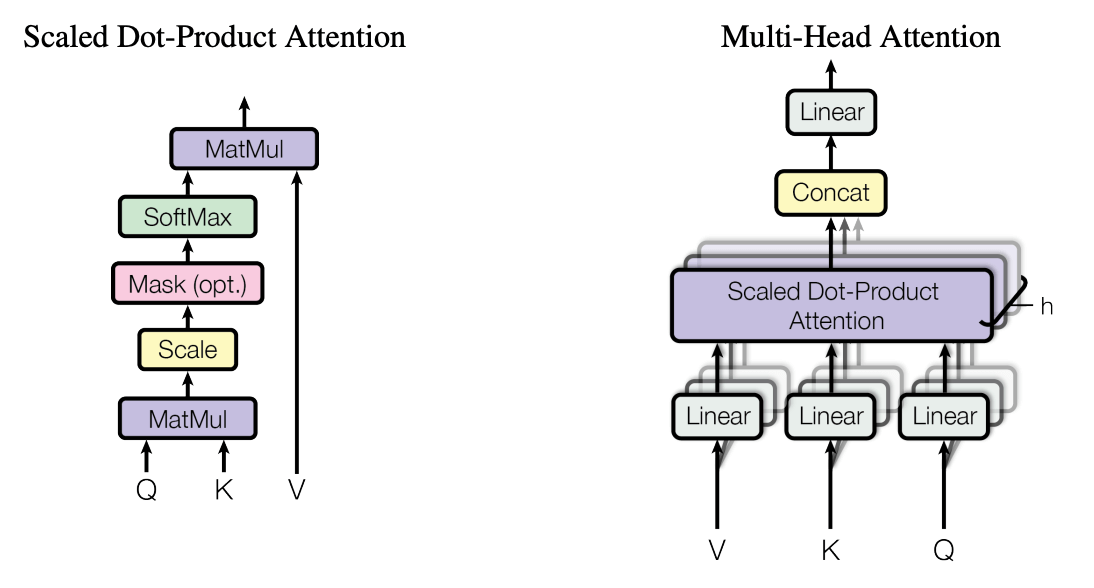 Scaled Dot-Product Attention
MatMul
SoftMax
Mask (opt.)
Scale
MatMul
Q K V
Multi-Head Attention
Linear
Concat
Scaled Dot-Product
Attention
h
Linear Linear Linear
V K Q